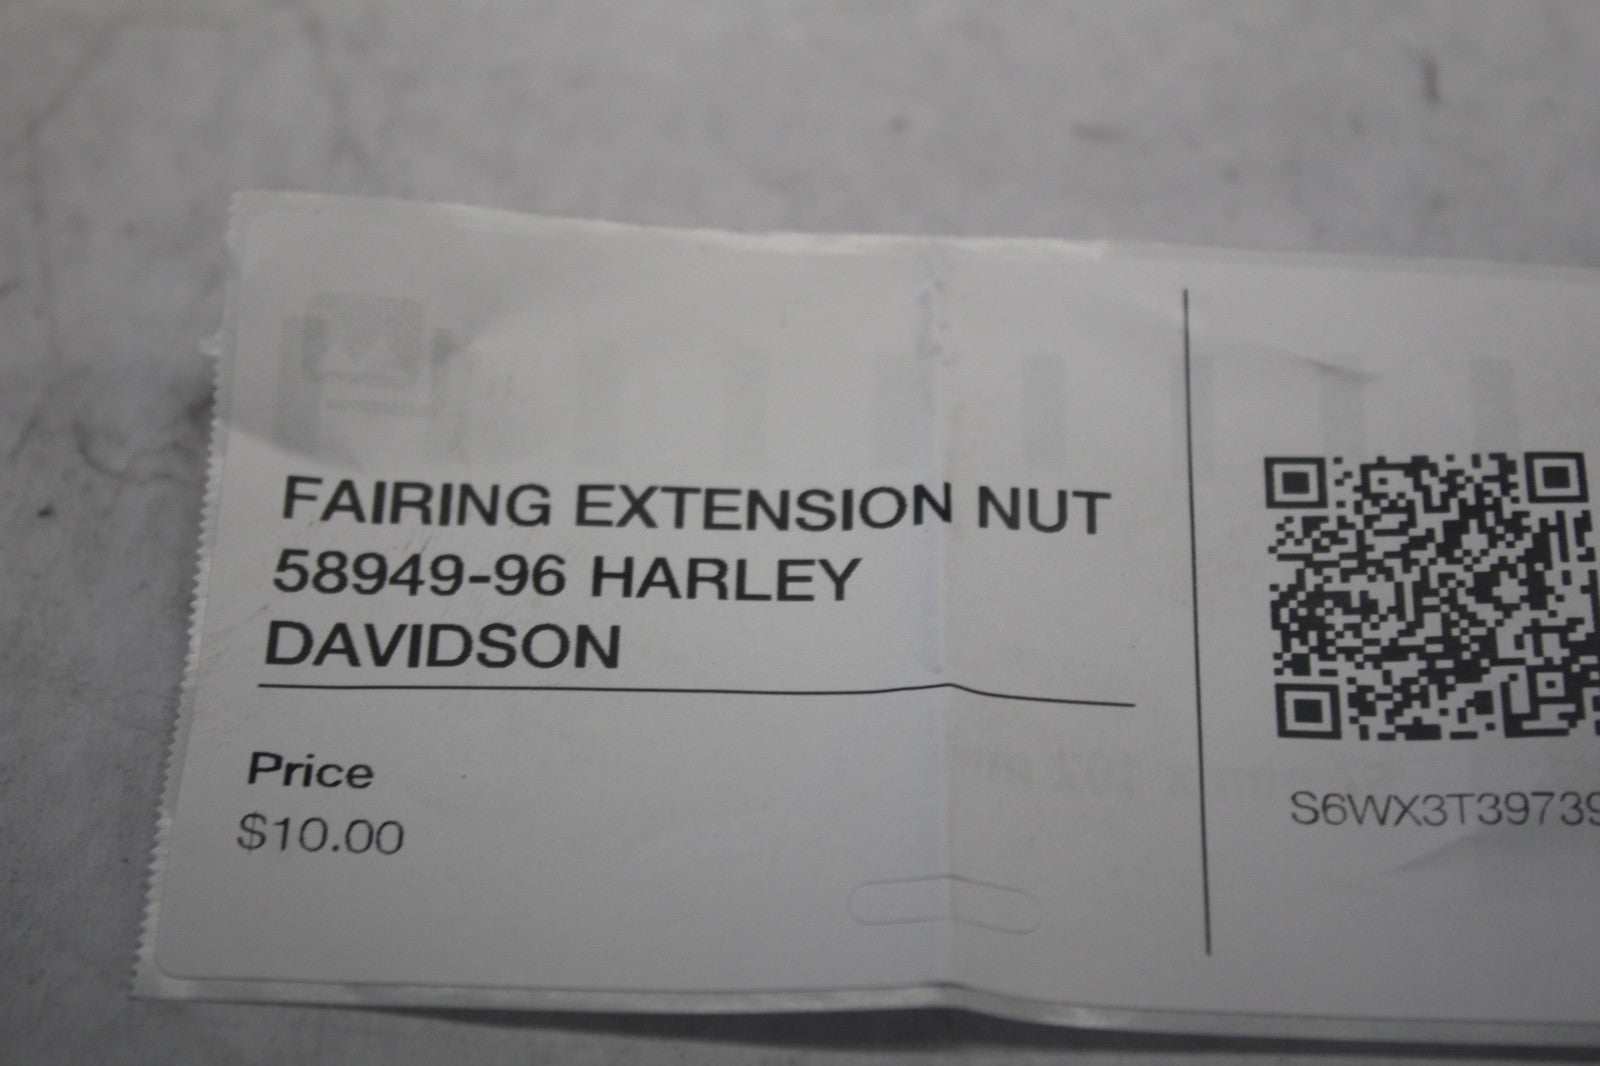 FAIRING EXTENSION NUT
58949-96 HARLEY
DAVIDSON
Price
$10.00
S6WX3T39739